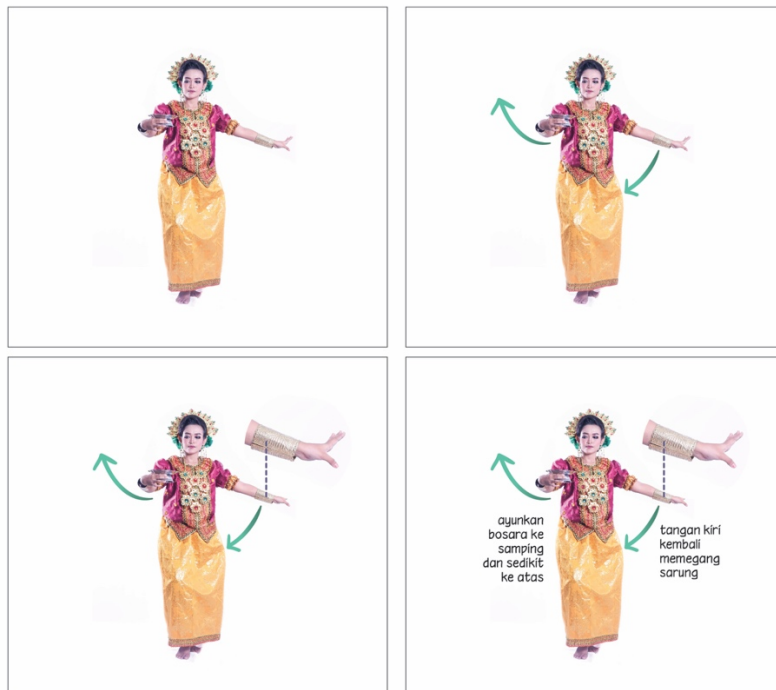 ayunkan
bosara ke
samping
dan sedikit
ke atas
tangan kiri
kembali
memegang
sarung